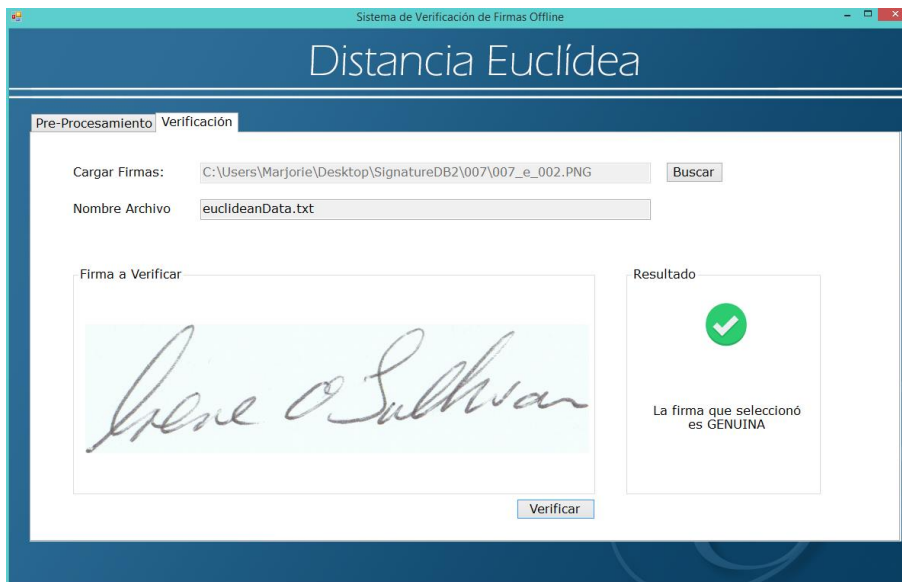 Sistema de Verificación de Firmas Offline
Distancia Euclídea
Pre-Procesamiento Verificación
Cargar Firmas: C:\Users\Marjorie\Desktop\SignatureDB2\007\007_e_002.PNG Buscar
Nombre Archivo euclideanData.txt
Firma a Verificar Resultado
Irene O'Sullivan
La firma que seleccionó
es GENUINA
Verificar